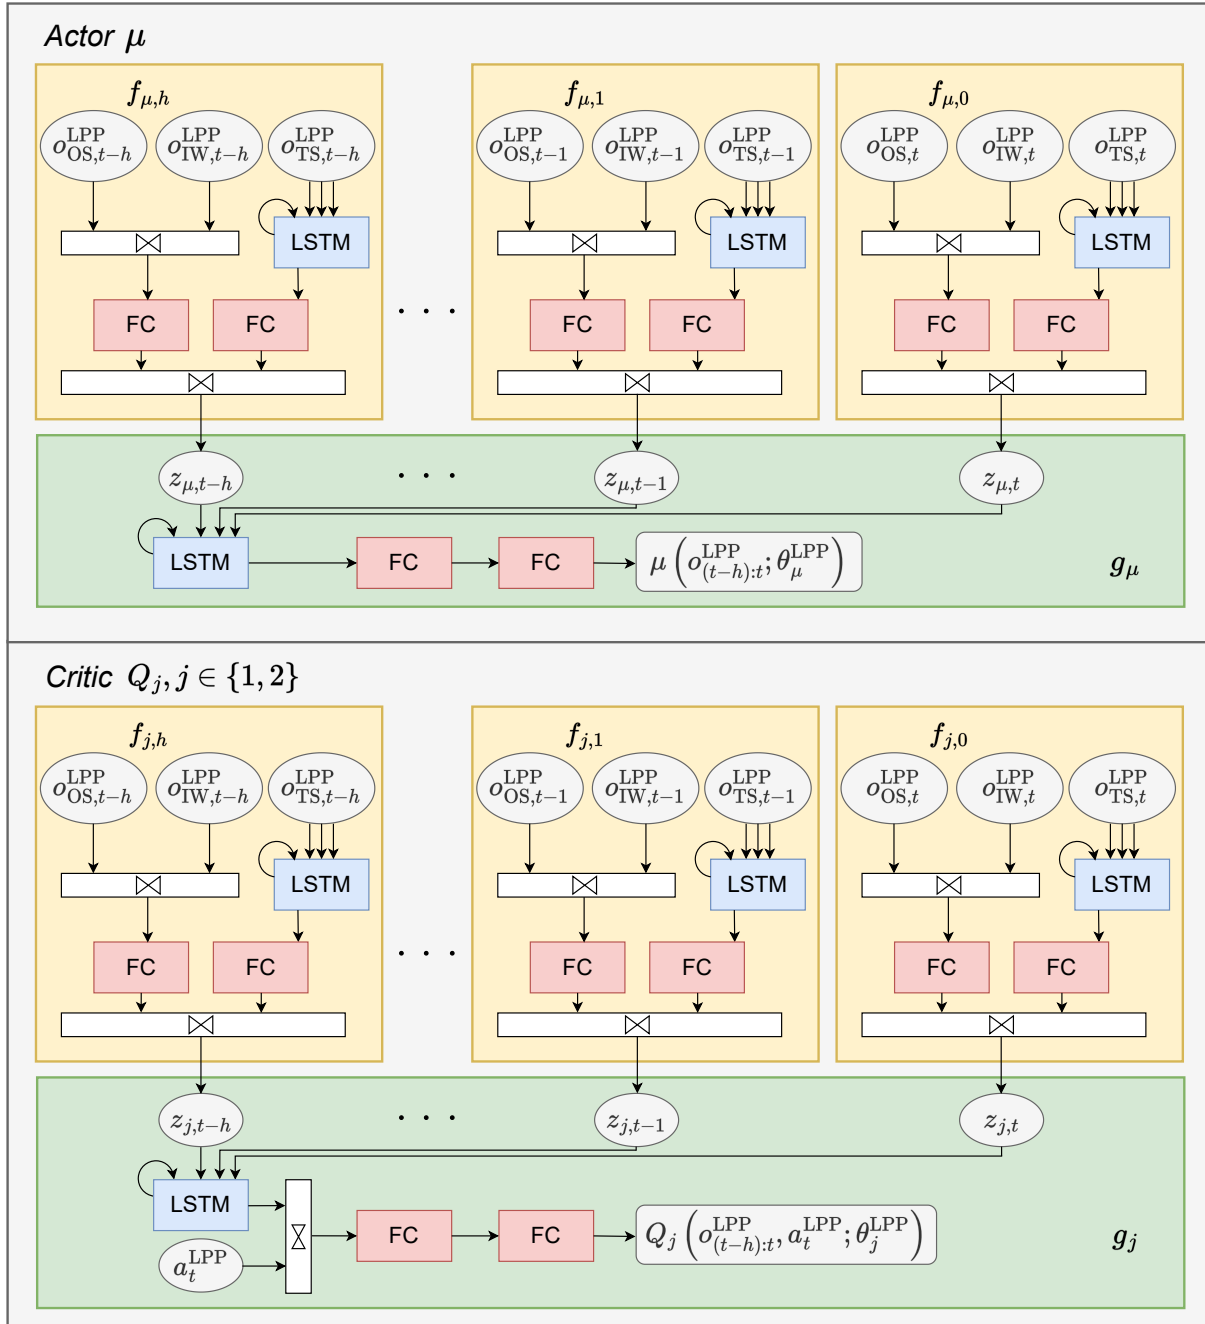 Actor μ
f_{μ,h} f_{μ,1} f_{μ,0}
o^{LPP}_{OS,t−h} o^{LPP}_{IW,t−h} o^{LPP}_{TS,t−h} o^{LPP}_{OS,t−1} o^{LPP}_{IW,t−1} o^{LPP}_{TS,t−1} o^{LPP}_{OS,t} o^{LPP}_{IW,t} o^{LPP}_{TS,t}
⋈ LSTM ⋈ LSTM ⋈ LSTM
FC FC · · · FC FC FC FC
⋈ ⋈ ⋈
z_{μ,t−h} · · · z_{μ,t−1} z_{μ,t}
LSTM FC FC μ(o^{LPP}_{(t−h):t}; θ^{LPP}_μ) g_μ
Critic Q_j, j ∈ {1, 2}
f_{j,h} f_{j,1} f_{j,0}
o^{LPP}_{OS,t−h} o^{LPP}_{IW,t−h} o^{LPP}_{TS,t−h} o^{LPP}_{OS,t−1} o^{LPP}_{IW,t−1} o^{LPP}_{TS,t−1} o^{LPP}_{OS,t} o^{LPP}_{IW,t} o^{LPP}_{TS,t}
⋈ LSTM ⋈ LSTM ⋈ LSTM
FC FC · · · FC FC FC FC
⋈ ⋈ ⋈
z_{j,t−h} · · · z_{j,t−1} z_{j,t}
LSTM ⋈ FC FC Q_j(o^{LPP}_{(t−h):t}, a^{LPP}_t; θ^{LPP}_j) g_j
a^{LPP}_t